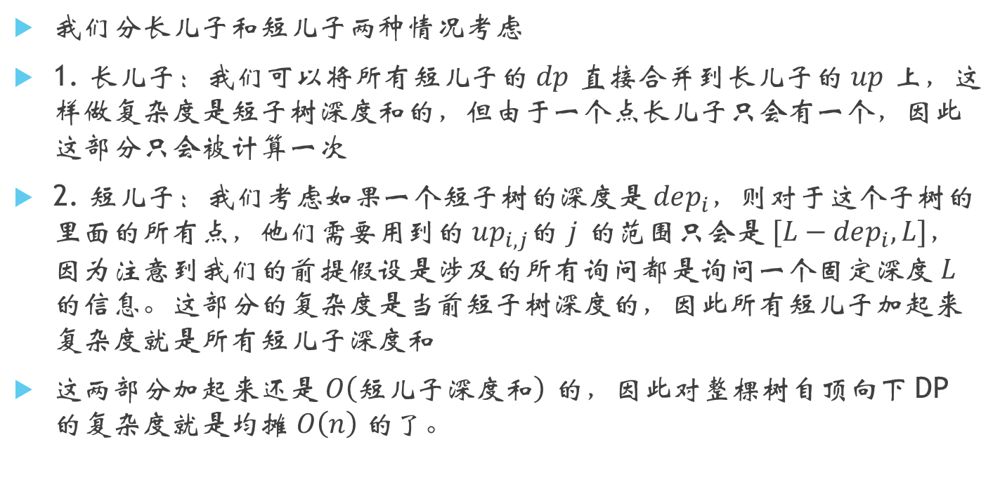 我们分长儿子和短儿子两种情况考虑
1. 长儿子：我们可以将所有短儿子的 dp 直接合并到长儿子的 up 上，这
样做复杂度是短子树深度和的，但由于一个点长儿子只会有一个，因此
这部分只会被计算一次
2. 短儿子：我们考虑如果一个短子树的深度是 dep_i，则对于这个子树的
里面的所有点，他们需要用到的 up_{i,j}的 j 的范围只会是 [L − dep_i, L]，
因为注意到我们的前提假设是涉及的所有询问都是询问一个固定深度 L
的信息。这部分的复杂度是当前短子树深度的，因此所有短儿子加起来
复杂度就是所有短儿子深度和
这两部分加起来还是 O(短儿子深度和) 的，因此对整棵树自顶向下 DP
的复杂度就是均摊 O(n) 的了。